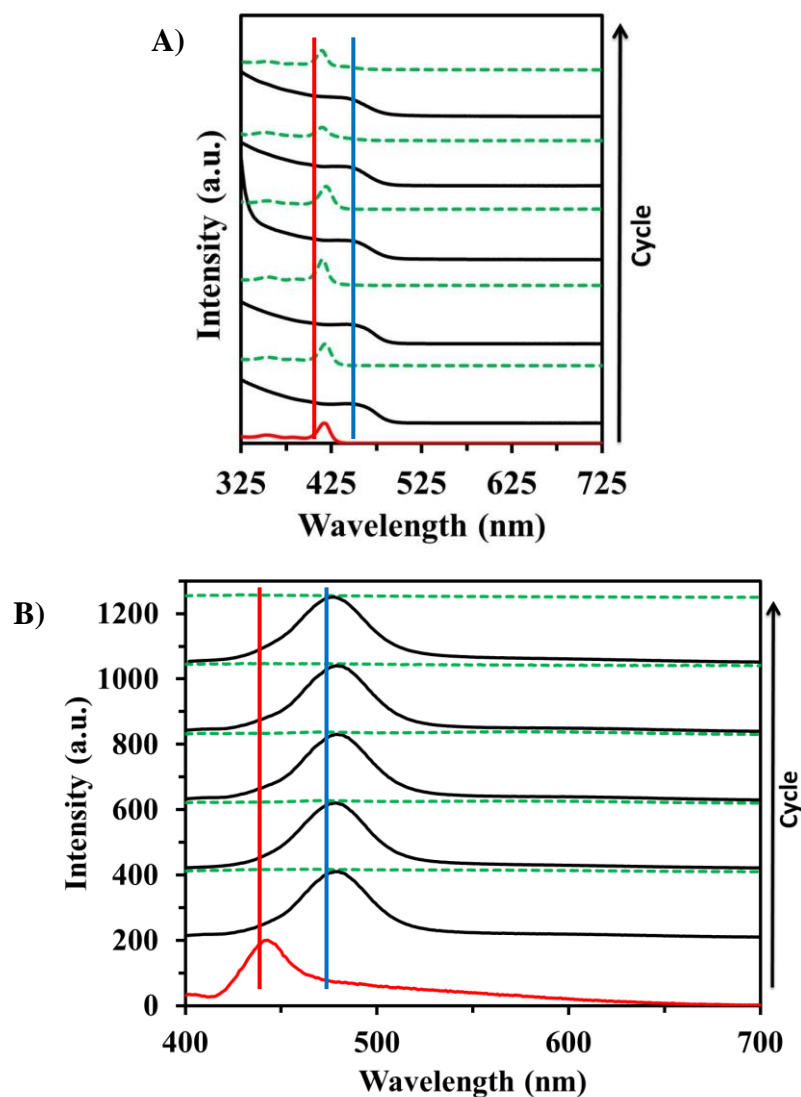 A)
Intensity (a.u.)
Cycle
325 425 525 625 725
Wavelength (nm)
B)
1200
1000
800
600
400
200
0
Intensity (a.u.)
Cycle
400 500 600 700
Wavelength (nm)